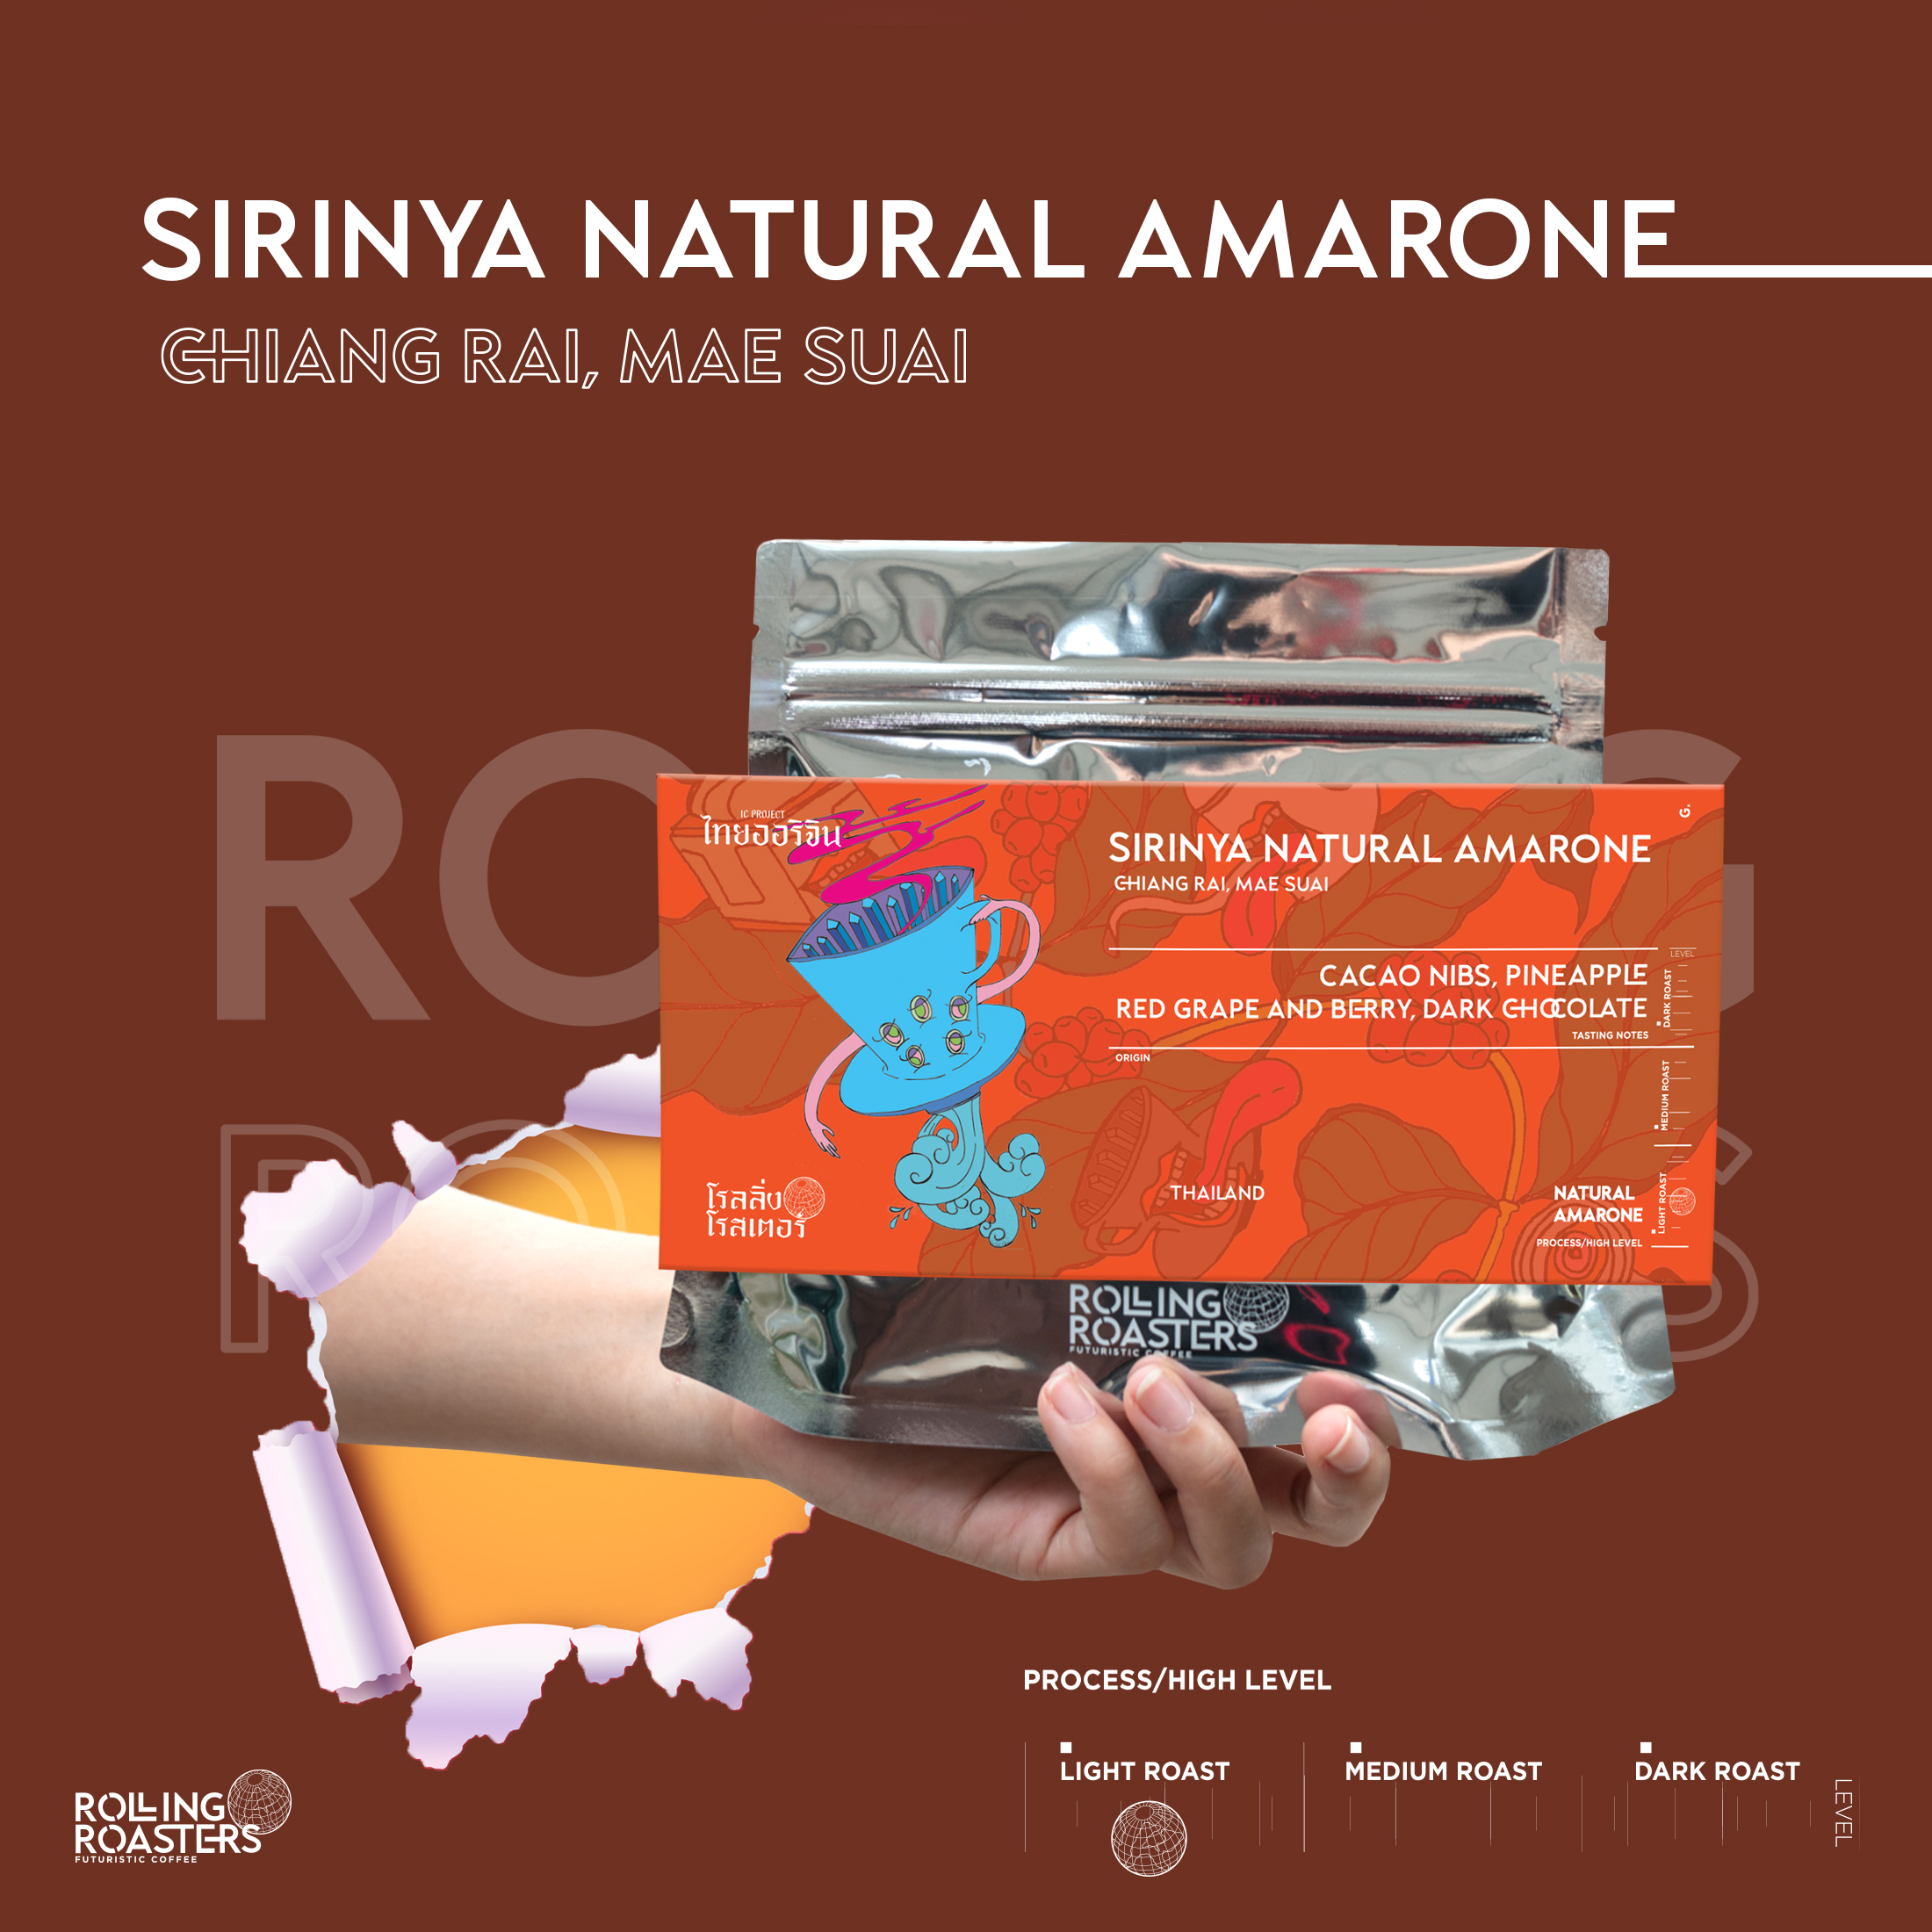 SIRINYA NATURAL AMARONE
CHIANG RAI, MAE SUAI
IC PROJECT
ไทยออริจิน
G.
SIRINYA NATURAL AMARONE
CHIANG RAI, MAE SUAI
CACAO NIBS, PINEAPPLE
RED GRAPE AND BERRY, DARK CHOCOLATE
TASTING NOTES
ORIGIN
THAILAND
NATURAL
AMARONE
PROCESS/HIGH LEVEL
LEVEL
DARK ROAST
MEDIUM ROAST
LIGHT ROAST
โรลลิ่ง
โรสเตอร์
ROLLING
ROASTERS
FUTURISTIC COFFEE
PROCESS/HIGH LEVEL
LIGHT ROAST
MEDIUM ROAST
DARK ROAST
LEVEL
ROLLING
ROASTERS
FUTURISTIC COFFEE